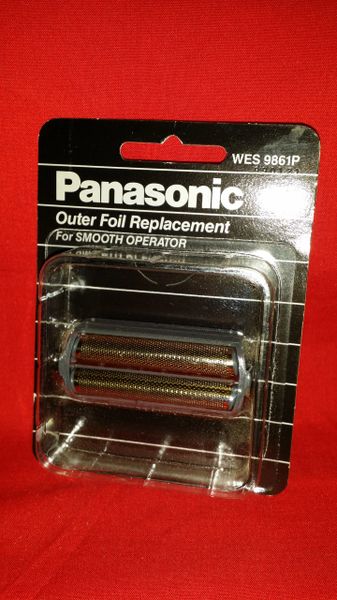 WES 9861P
Panasonic
Outer Foil Replacement
For SMOOTH OPERATOR